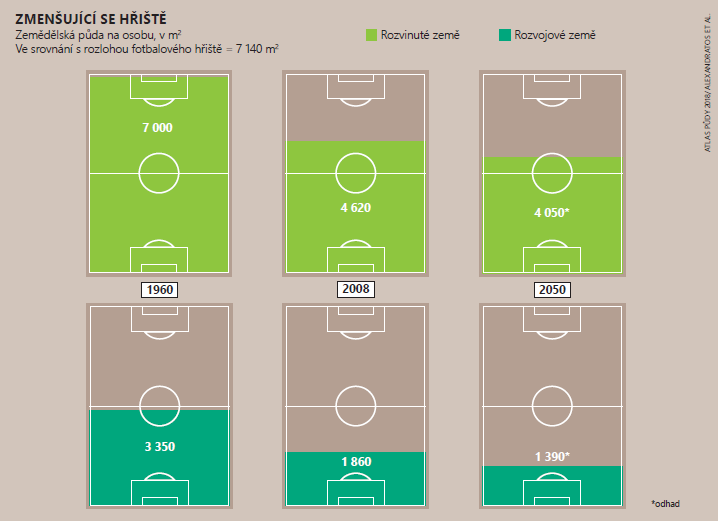 ZMENŠUJÍCÍ SE HŘIŠTĚ
Zemědělská půda na osobu, v m²
Ve srovnání s rozlohou fotbalového hřiště = 7 140 m²
Rozvinuté země
Rozvojové země
ATLAS PŮDY 2018/ALEXANDRATOS ET AL.
7 000
4 620
4 050*
1960
2008
2050
3 350
1 860
1 390*
*odhad